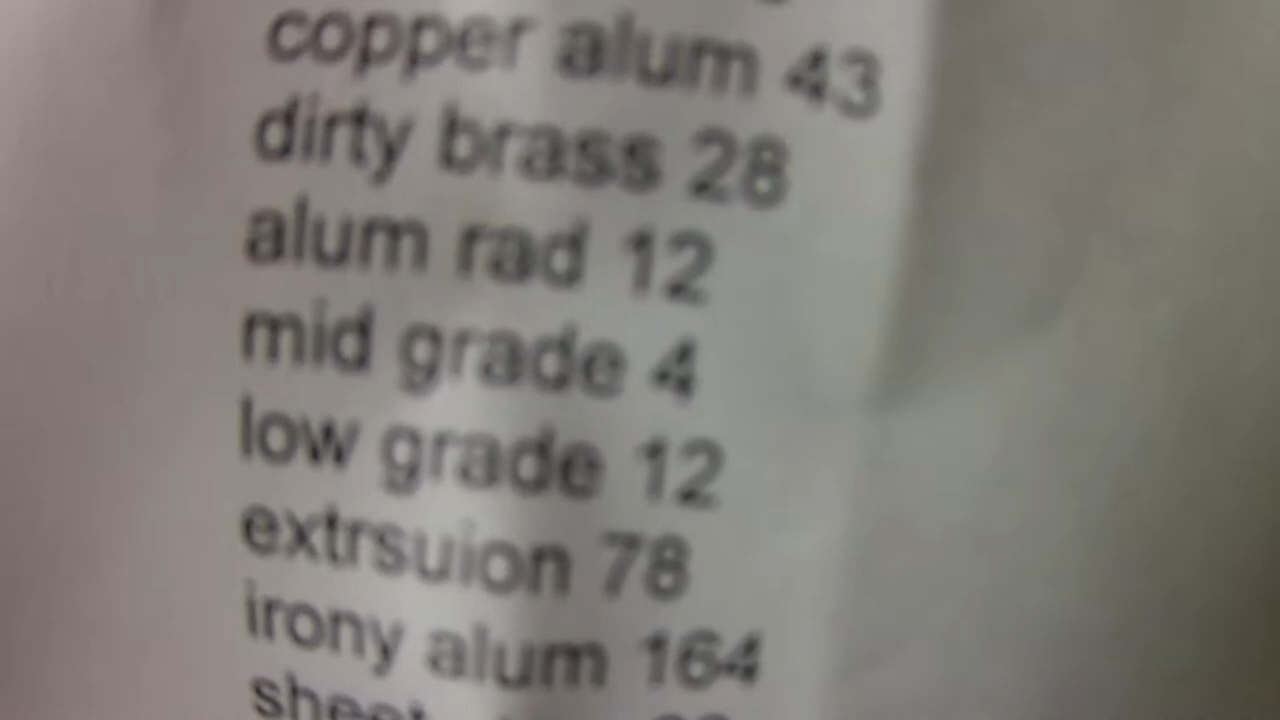 copper alum 43
dirty brass 28
alum rad 12
mid grade 4
low grade 12
extrsuion 78
irony alum 164
sheet